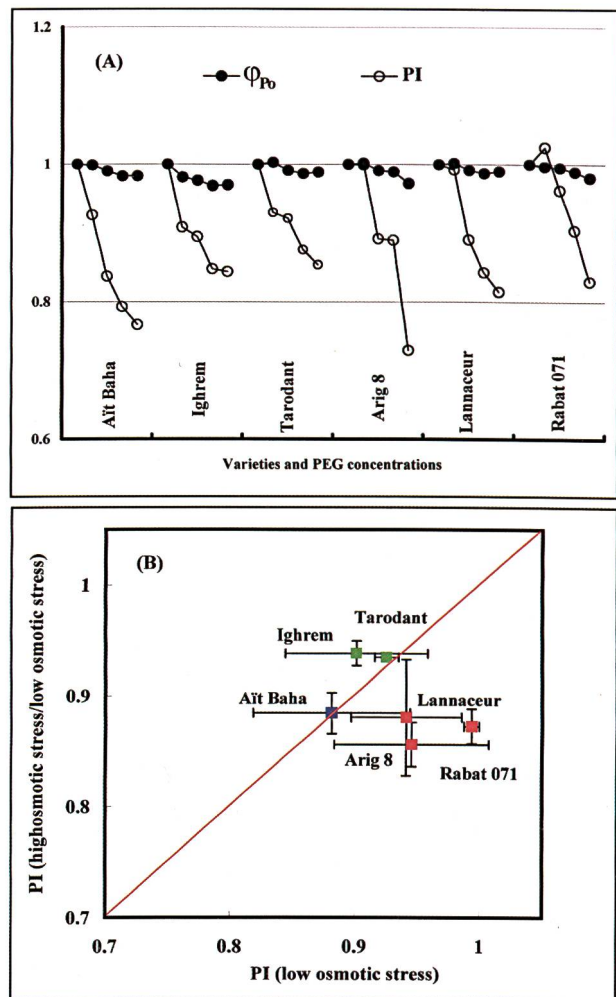 1.2
(A)
φPo
PI
1
0.8
0.6
Aït Baha
Ighrem
Tarodant
Arig 8
Lannaceur
Rabat 071
Varieties and PEG concentrations
(B)
PI (highosmotic stress/low osmotic stress)
1
0.9
0.8
0.7
Ighrem
Tarodant
Aït Baha
Lannaceur
Arig 8
Rabat 071
0.7
0.8
0.9
1
PI (low osmotic stress)